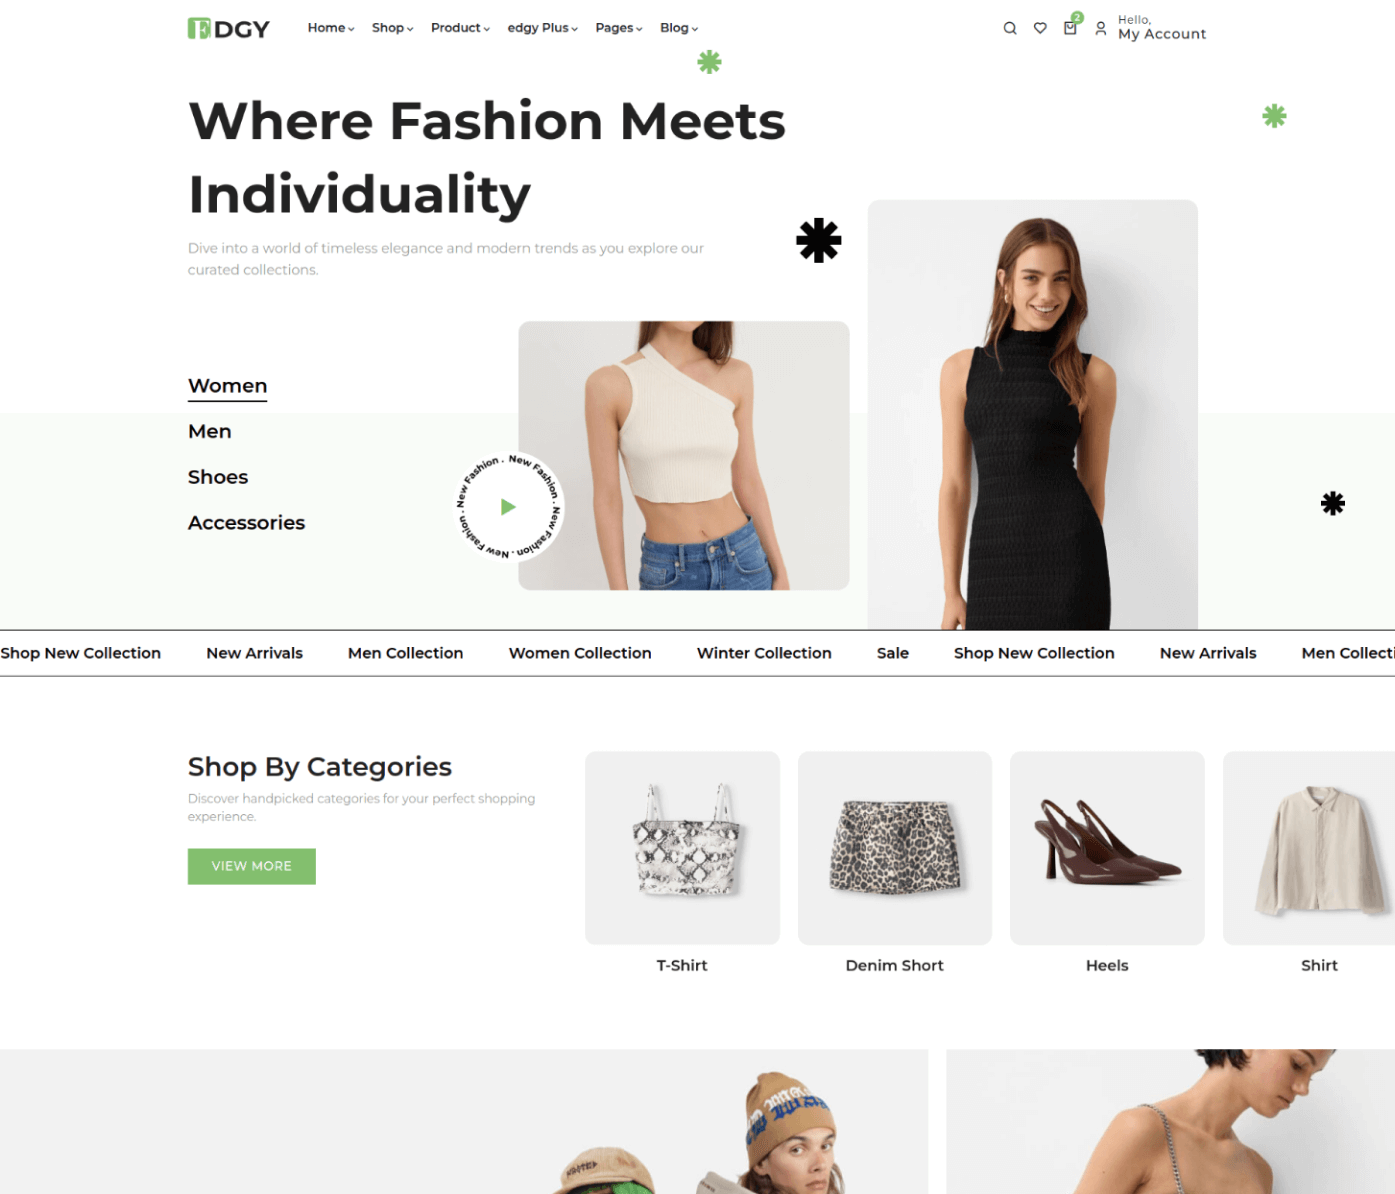 EDGY
Home Shop Product edgy Plus Pages Blog
2
Hello,
My Account
Where Fashion Meets
Individuality
Dive into a world of timeless elegance and modern trends as you explore our
curated collections.
Women
Men
Shoes
Accessories
New Fashion . New Fashion . New Fashion . New Fashion .
Shop New Collection New Arrivals Men Collection Women Collection Winter Collection Sale Shop New Collection New Arrivals Men Collecti
Shop By Categories
Discover handpicked categories for your perfect shopping
experience.
VIEW MORE
T-Shirt
Denim Short
Heels
Shirt